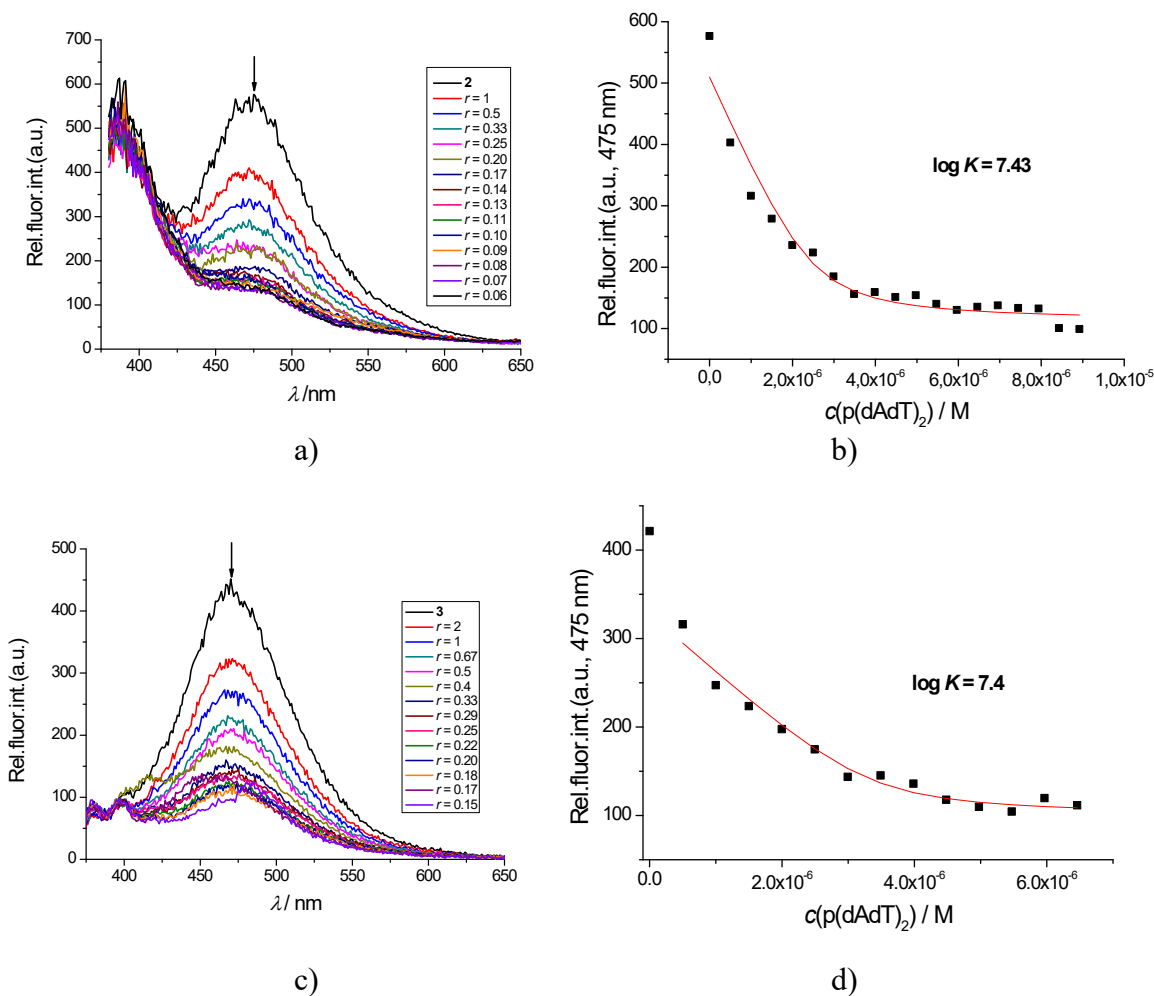 Rel.fluor.int.(a.u.)
700
600
500
400
300
200
100
0
400
450
500
550
600
650
λ /nm
2
r = 1
r = 0.5
r = 0.33
r = 0.25
r = 0.20
r = 0.17
r = 0.14
r = 0.13
r = 0.11
r = 0.10
r = 0.09
r = 0.08
r = 0.07
r = 0.06
a)
Rel.fluor.int.(a.u., 475 nm)
600
500
400
300
200
100
log K = 7.43
0,0
2,0x10⁻⁶
4,0x10⁻⁶
6,0x10⁻⁶
8,0x10⁻⁶
1,0x10⁻⁵
c(p(dAdT)₂) / M
b)
Rel.fluor.int.(a.u.)
500
400
300
200
100
0
400
450
500
550
600
650
λ / nm
3
r = 2
r = 1
r = 0.67
r = 0.5
r = 0.4
r = 0.33
r = 0.29
r = 0.25
r = 0.22
r = 0.20
r = 0.18
r = 0.17
r = 0.15
c)
Rel.fluor.int.(a.u., 475 nm)
400
300
200
100
log K = 7.4
0.0
2.0x10⁻⁶
4.0x10⁻⁶
6.0x10⁻⁶
c(p(dAdT)₂) / M
d)